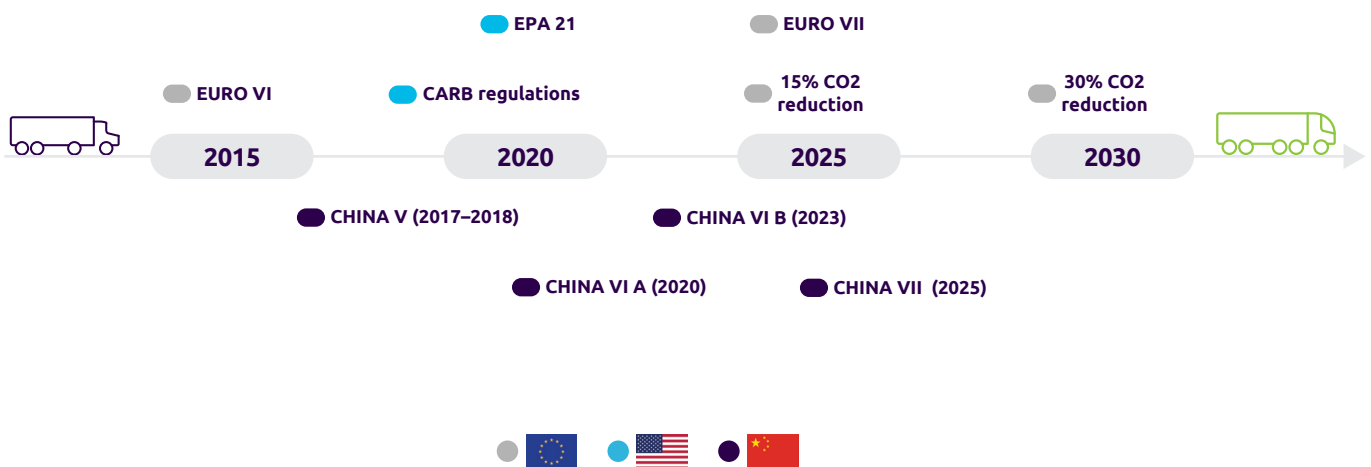 EPA 21
EURO VII
EURO VI
CARB regulations
15% CO2
reduction
30% CO2
reduction
2015
2020
2025
2030
CHINA V (2017–2018)
CHINA VI B (2023)
CHINA VI A (2020)
CHINA VII (2025)